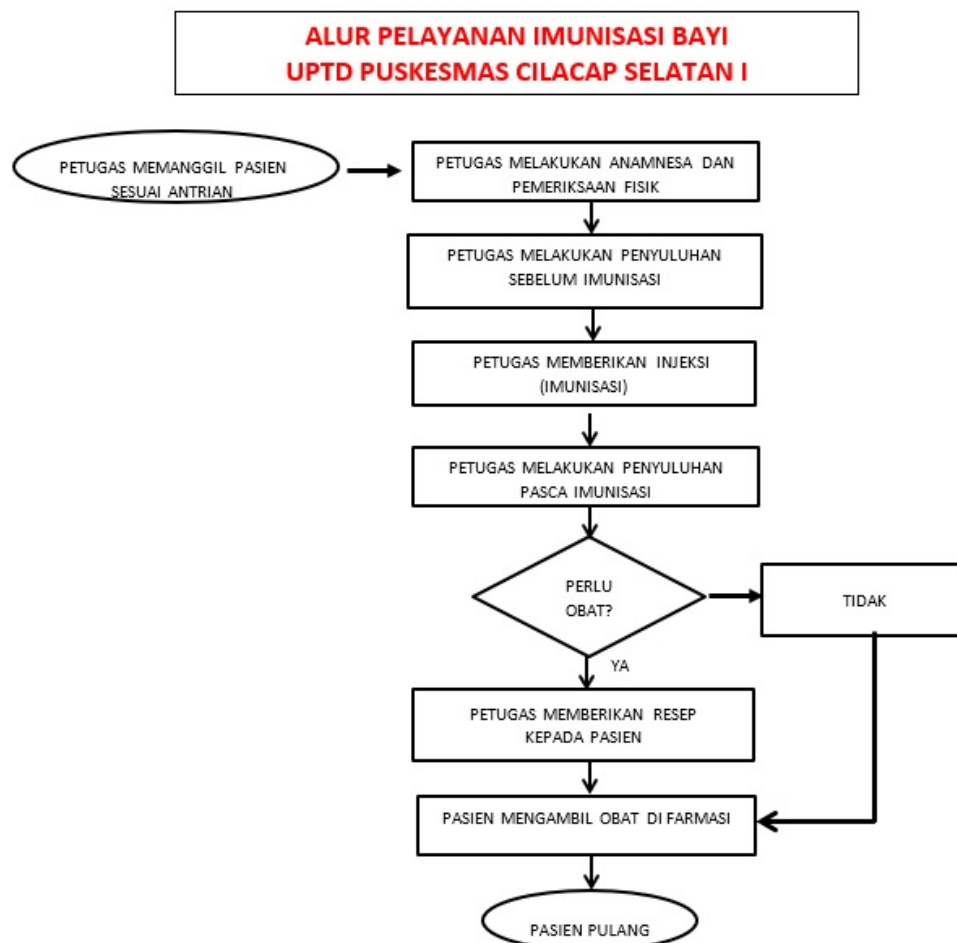 ALUR PELAYANAN IMUNISASI BAYI
UPTD PUSKESMAS CILACAP SELATAN I
PETUGAS MEMANGGIL PASIEN
SESUAI ANTRIAN
PETUGAS MELAKUKAN ANAMNESA DAN
PEMERIKSAAN FISIK
PETUGAS MELAKUKAN PENYULUHAN
SEBELUM IMUNISASI
PETUGAS MEMBERIKAN INJEKSI
(IMUNISASI)
PETUGAS MELAKUKAN PENYULUHAN
PASCA IMUNISASI
PERLU
OBAT?
TIDAK
YA
PETUGAS MEMBERIKAN RESEP
KEPADA PASIEN
PASIEN MENGAMBIL OBAT DI FARMASI
PASIEN PULANG